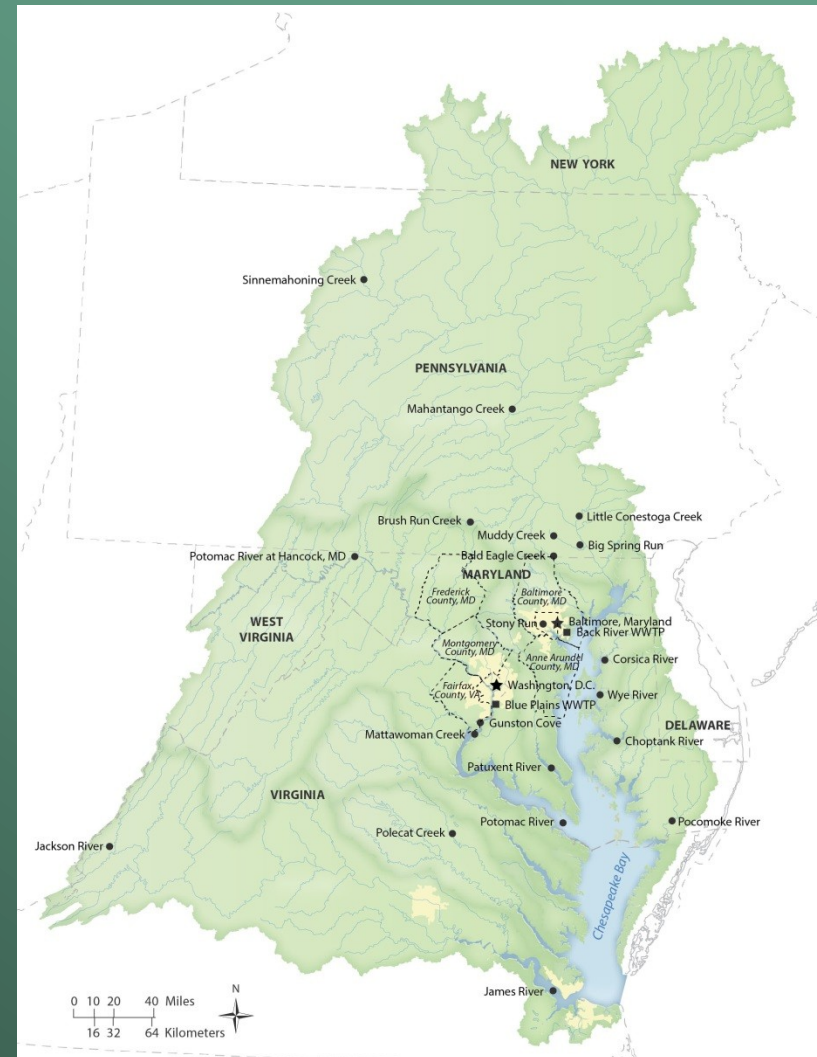 NEW YORK
Sinnemahoning Creek
PENNSYLVANIA
Mahantango Creek
Little Conestoga Creek
Brush Run Creek
Muddy Creek
Big Spring Run
Bald Eagle Creek
Potomac River at Hancock, MD
MARYLAND
Frederick
County, MD
Baltimore
County, MD
WEST
VIRGINIA
Stony Run
Baltimore, Maryland
Back River WWTP
Montgomery
County, MD
Anne Arundel
County, MD
Corsica River
Fairfax
County, VA
Washington, D.C.
Wye River
Blue Plains WWTP
Gunston Cove
DELAWARE
Mattawoman Creek
Choptank River
Patuxent River
VIRGINIA
Potomac River
Pocomoke River
Polecat Creek
Jackson River
Chesapeake Bay
James River
N
0 10 20 40 Miles
16 32 64 Kilometers